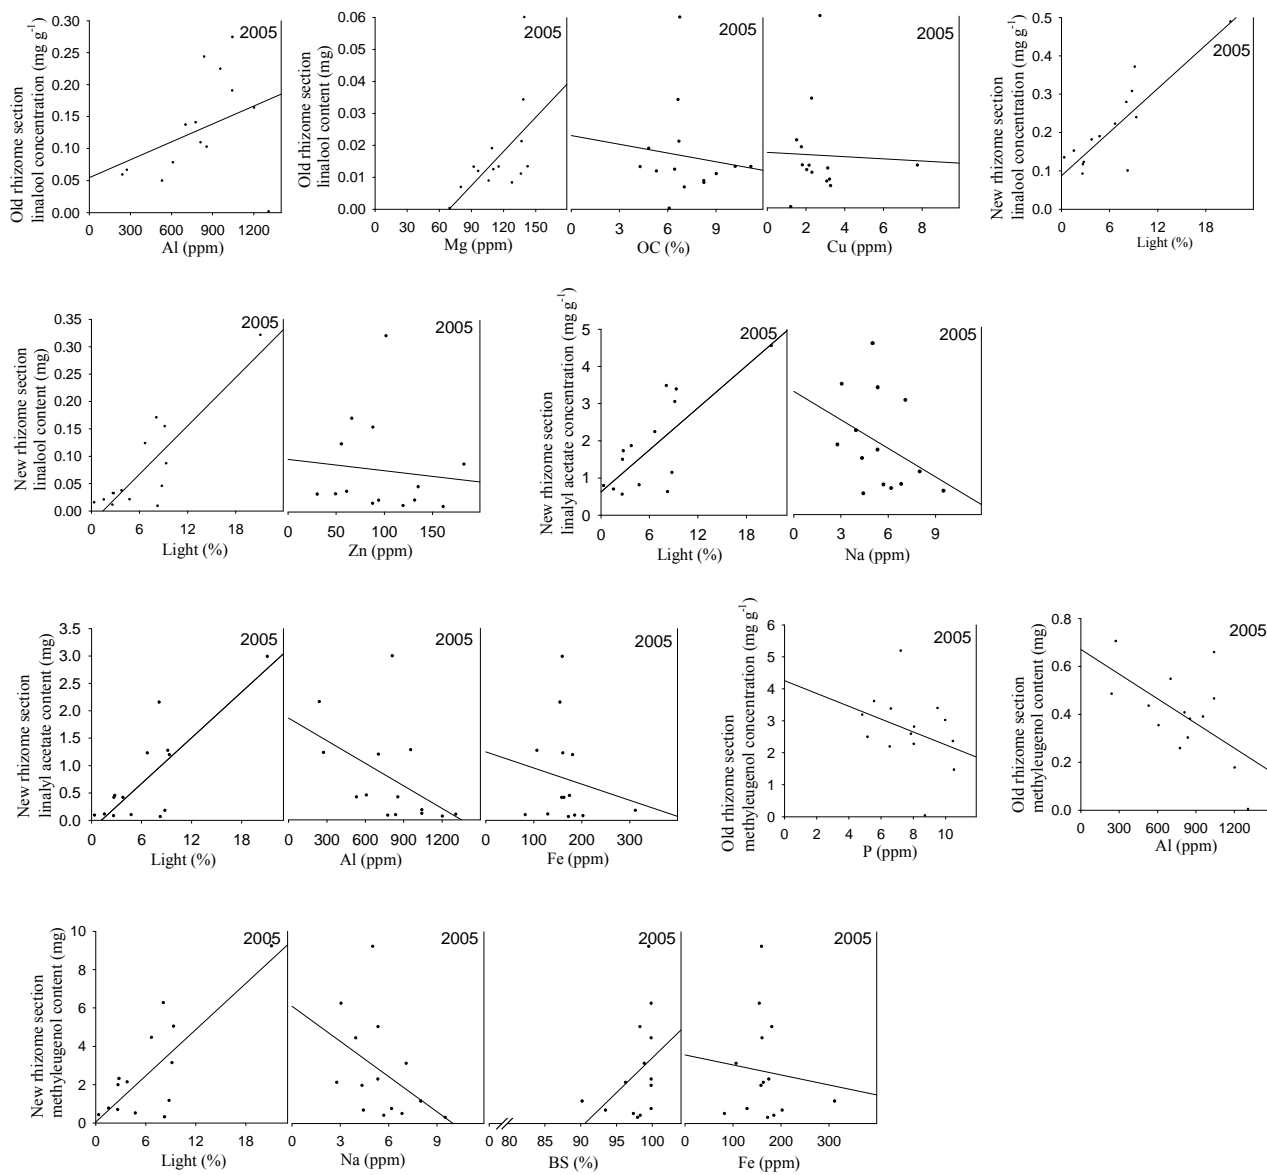 Old rhizome section
linalool concentration (mg g-1)
0.30
0.25
0.20
0.15
0.10
0.05
0.00
2005
0 300 600 900 1200
Al (ppm)
Old rhizome section
linalool content (mg)
0.06
0.05
0.04
0.03
0.02
0.01
0.00
2005
0 30 60 90 120 150
Mg (ppm)
2005
0 3 6 9
OC (%)
2005
0 2 4 6 8
Cu (ppm)
New rhizome section
linalool concentration (mg g-1)
0.5
0.4
0.3
0.2
0.1
0.0
2005
0 6 12 18
Light (%)
New rhizome section
linalool content (mg)
0.35
0.30
0.25
0.20
0.15
0.10
0.05
0.00
2005
0 6 12 18
Light (%)
2005
0 50 100 150
Zn (ppm)
New rhizome section
linalyl acetate concentration (mg g-1)
5
4
3
2
1
0
2005
0 6 12 18
Light (%)
2005
0 3 6 9
Na (ppm)
New rhizome section
linalyl acetate content (mg)
3.5
3.0
2.5
2.0
1.5
1.0
0.5
0.0
2005
0 6 12 18
Light (%)
2005
0 300 600 900 1200
Al (ppm)
2005
0 100 200 300
Fe (ppm)
Old rhizome section
methyleugenol concentration (mg g-1)
6
5
4
3
2
1
0
2005
0 2 4 6 8 10
P (ppm)
Old rhizome section
methyleugenol content (mg)
0.8
0.6
0.4
0.2
0.0
2005
0 300 600 900 1200
Al (ppm)
New rhizome section
methyleugenol content (mg)
10
8
6
4
2
0
2005
0 6 12 18
Light (%)
2005
0 3 6 9
Na (ppm)
2005
0 80 85 90 95 100
BS (%)
2005
0 100 200 300
Fe (ppm)